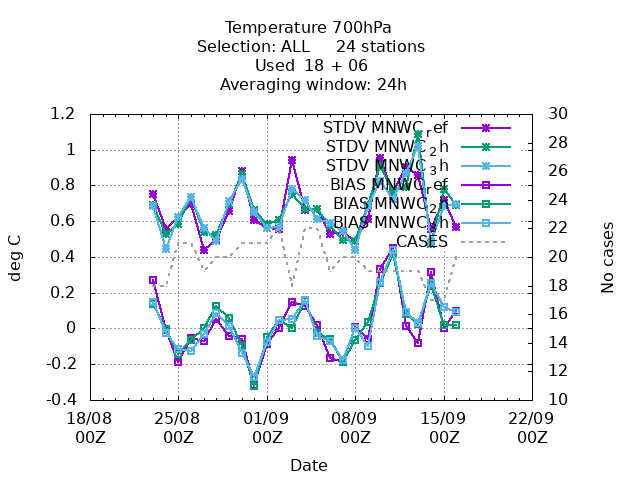 Temperature 700hPa
Selection: ALL     24 stations
Used  18 + 06
Averaging window: 24h
STDV MNWC_ref
STDV MNWC_2h
STDV MNWC_3h
BIAS MNWC_ref
BIAS MNWC_2h
BIAS MNWC_3h
CASES
1.2
1
0.8
0.6
0.4
0.2
0
-0.2
-0.4
deg C
30
28
26
24
22
20
18
16
14
12
10
No cases
18/08 25/08 01/09 08/09 15/09 22/09
00Z 00Z 00Z 00Z 00Z 00Z
Date